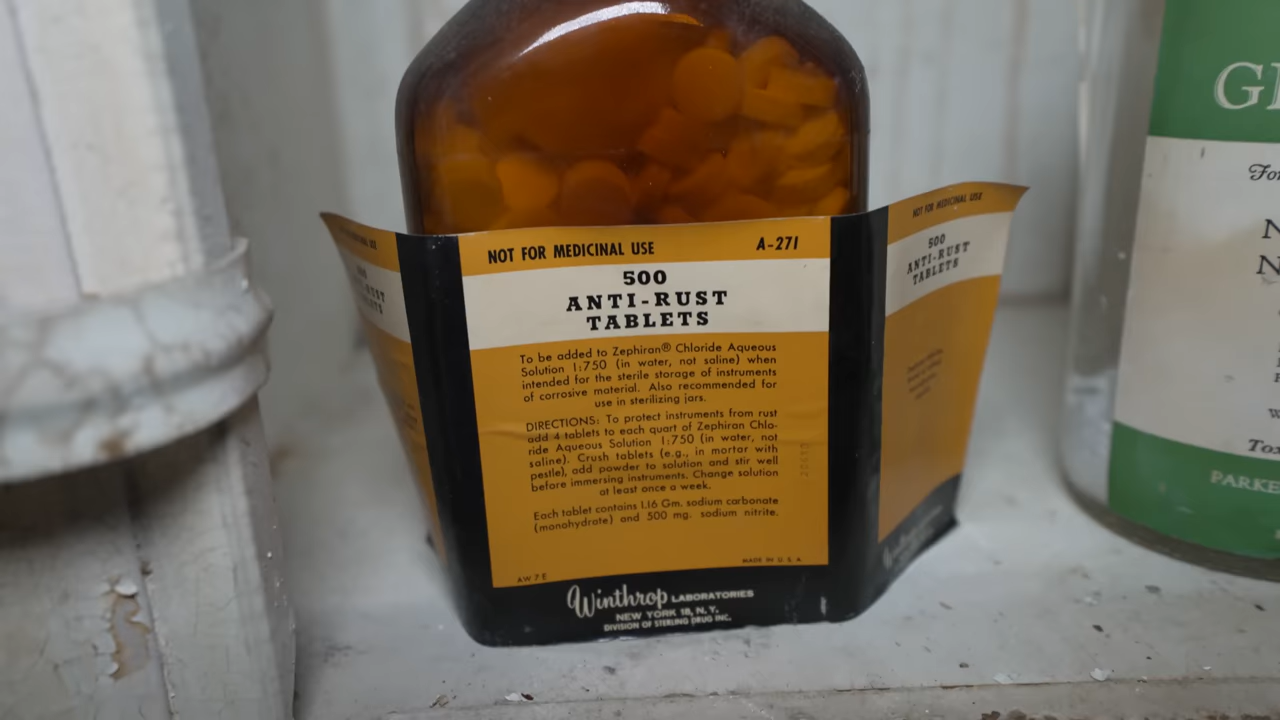 NOT FOR MEDICINAL USE A-271
500
ANTI-RUST
TABLETS
To be added to Zephiran® Chloride Aqueous
Solution 1:750 (in water, not saline) when
intended for the sterile storage of instruments
of corrosive material. Also recommended for
use in sterilizing jars.
DIRECTIONS: To protect instruments from rust
add 4 tablets to each quart of Zephiran Chlo-
ride Aqueous Solution 1:750 (in water, not
saline). Crush tablets (e.g., in mortar with
pestle), add powder to solution and stir well
before immersing instruments. Change solution
at least once a week.
Each tablet contains 1.16 Gm. sodium carbonate
(monohydrate) and 500 mg. sodium nitrite.
AW 7 E
MADE IN U. S. A.
Winthrop LABORATORIES
NEW YORK 18, N. Y.
DIVISION OF STERLING DRUG INC.
NOT FOR MEDICINAL USE
500
ANTI-RUST
TABLETS
Winthrop
PARKE